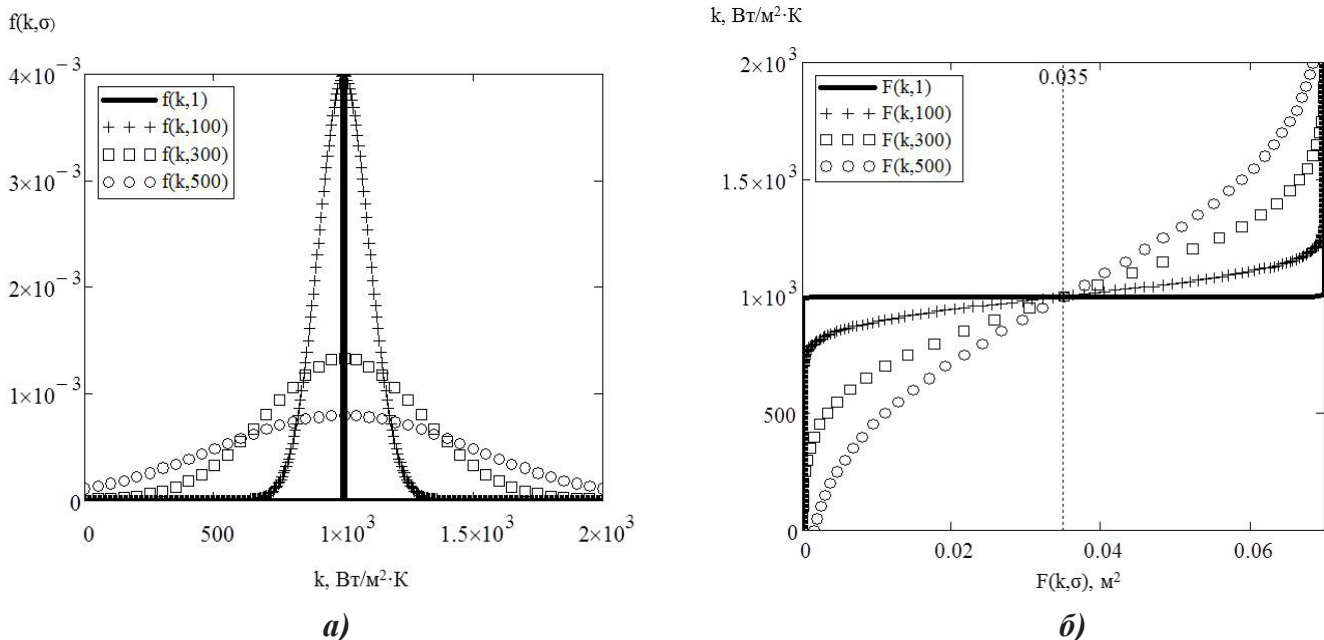 f(k,σ)
4×10⁻³
3×10⁻³
2×10⁻³
1×10⁻³
0
f(k,1)
f(k,100)
f(k,300)
f(k,500)
0 500 1×10³ 1.5×10³ 2×10³
k, Вт/м²·К
а)
k, Вт/м²·К
2×10³
1.5×10³
1×10³
500
0
0.035
F(k,1)
F(k,100)
F(k,300)
F(k,500)
0 0.02 0.04 0.06
F(k,σ), м²
б)